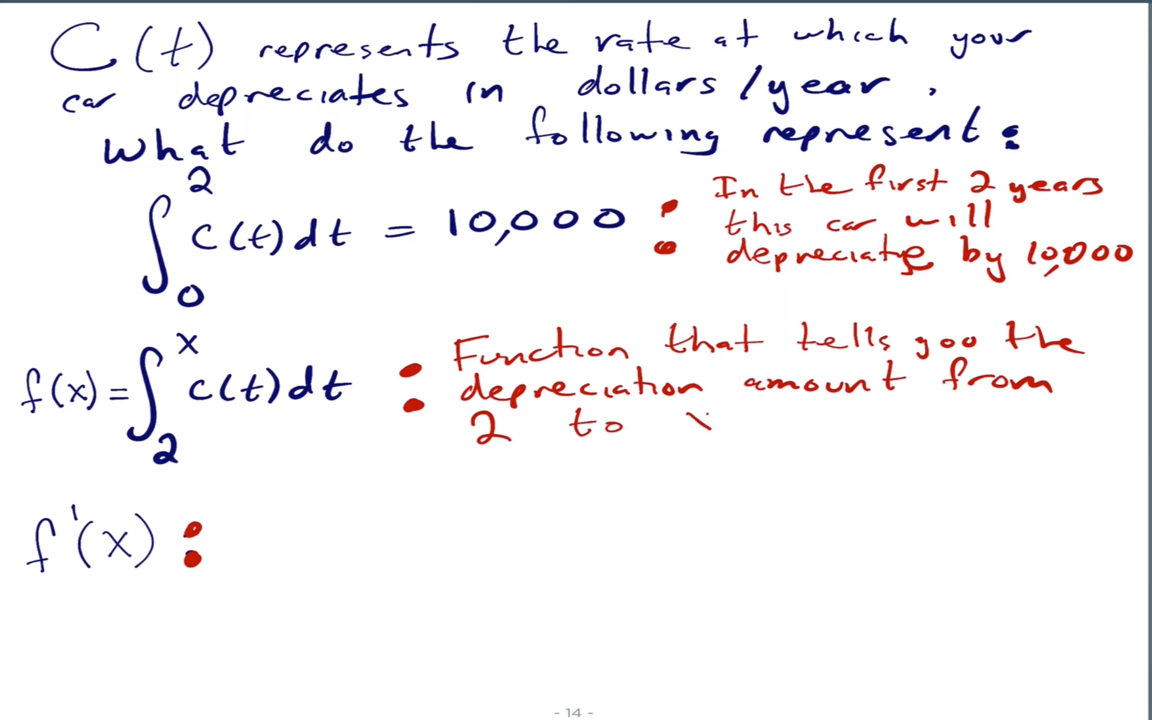 C(t) represents the rate at which your
car depreciates in dollars/year.
What do the following represent:
∫₀² c(t)dt = 10,000 : In the first 2 years
this car will
depreciate by 10,000
f(x) = ∫₂ˣ c(t)dt : Function that tells you the
depreciation amount from
2 to
f'(x) :
- 14 -